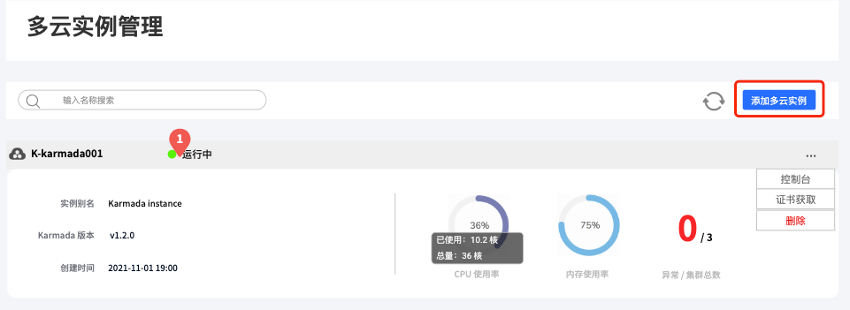 多云实例管理
输入名称搜索
添加多云实例
1
K-karmada001
运行中
...
控制台
证书获取
删除
实例别名 Karmada instance
Karmada 版本 v1.2.0
创建时间 2021-11-01 19:00
36%
已使用：10.2 核
总量：36 核
CPU 使用率
75%
内存使用率
0 / 3
异常 / 集群总数